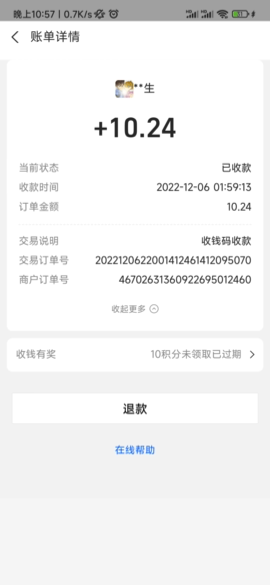 晚上10:57 | 0.7K/s
账单详情
**生
+10.24
当前状态 已收款
收款时间 2022-12-06 01:59:13
订单金额 10.24
交易说明 收钱码收款
交易订单号 2022120622001412461412095070
商户订单号 46702631360922695012460
收起更多
收钱有奖 10积分未领取已过期
退款
在线帮助